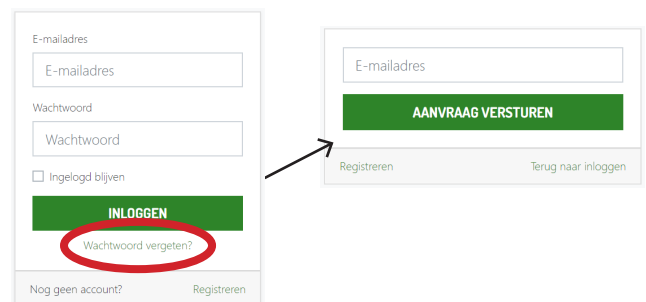 E-mailadres
E-mailadres
Wachtwoord
Wachtwoord
Ingelogd blijven
INLOGGEN
Wachtwoord vergeten?
Nog geen account? Registreren
E-mailadres
AANVRAAG VERSTUREN
Registreren Terug naar inloggen